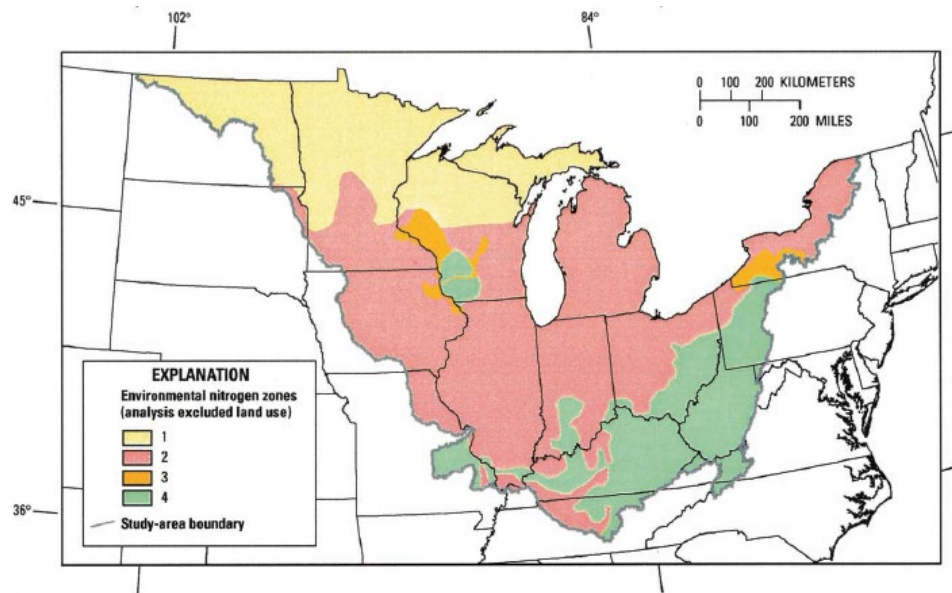 102°
84°
0 100 200 KILOMETERS
0 100 200 MILES
45°
36°
EXPLANATION
Environmental nitrogen zones
(analysis excluded land use)
1
2
3
4
Study-area boundary